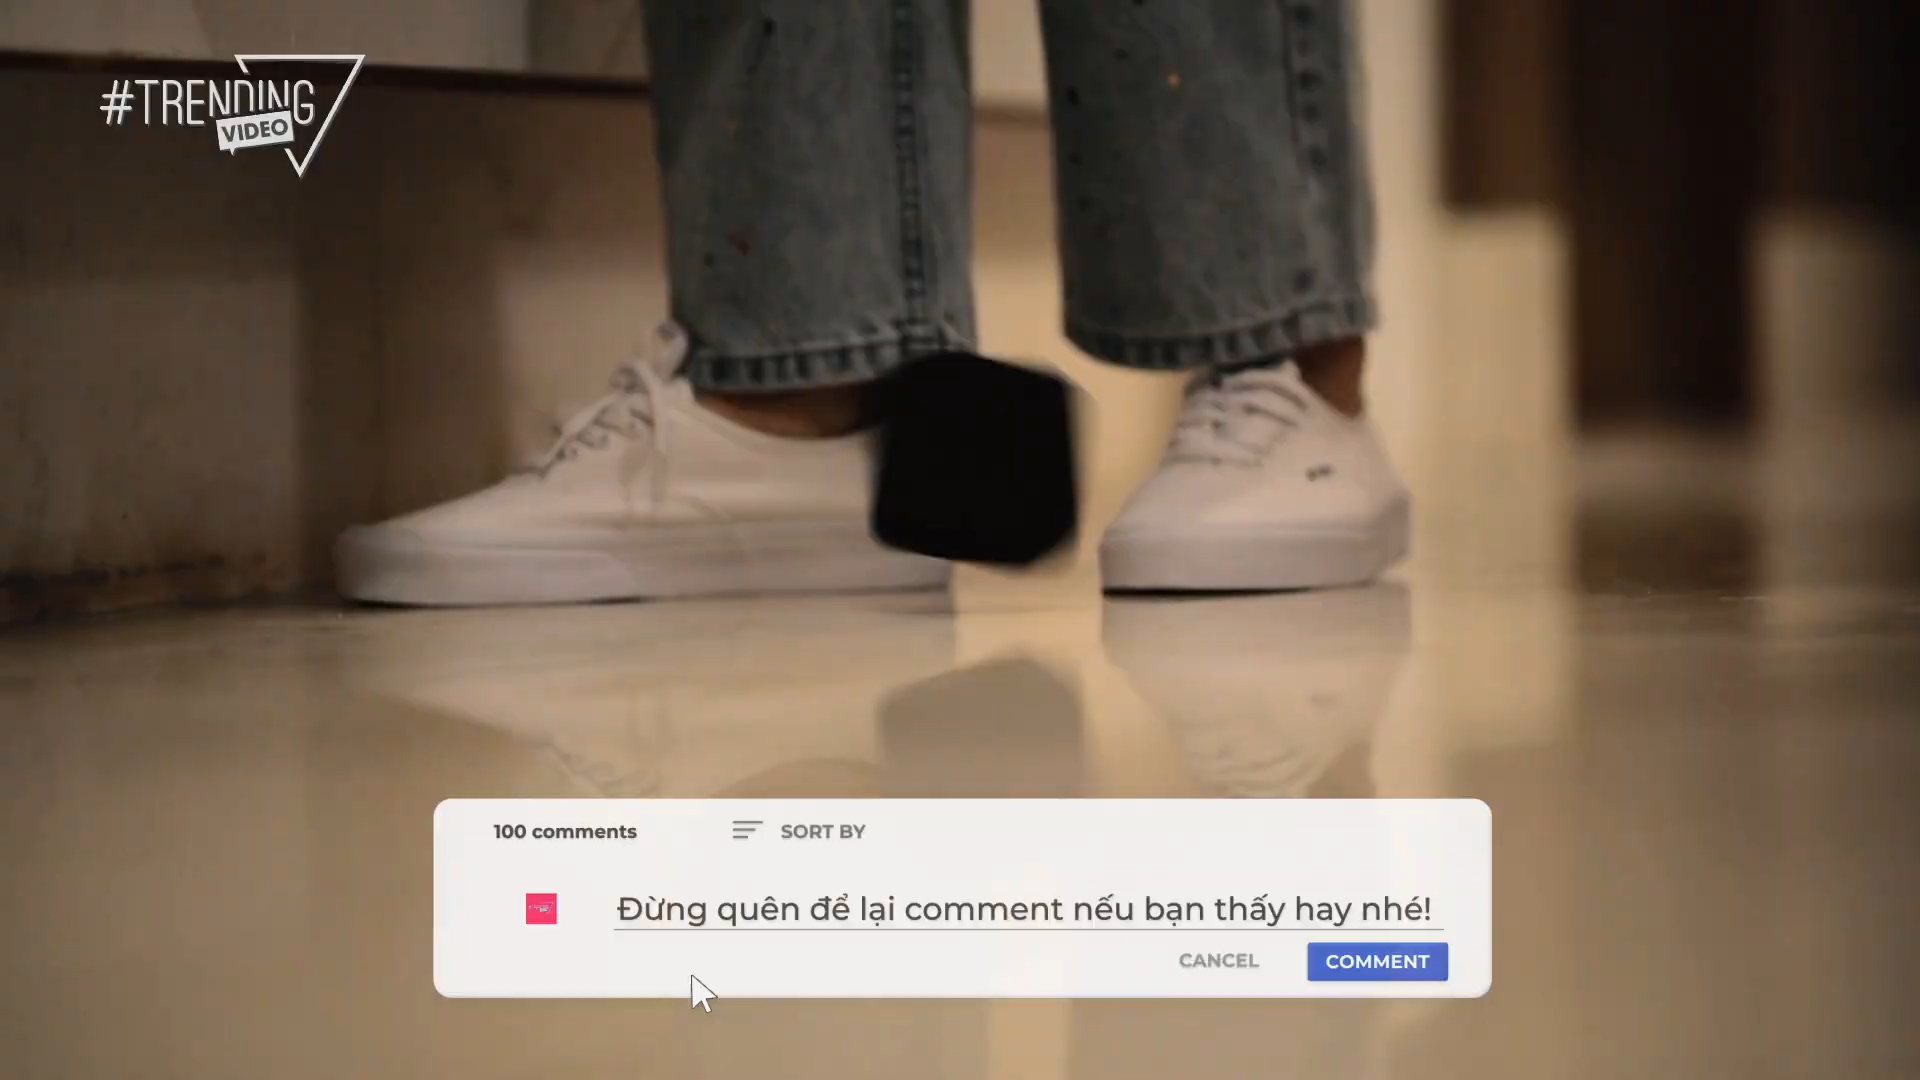 #TRENDING
VIDEO
100 comments
SORT BY
Đừng quên để lại comment nếu bạn thấy hay nhé!
CANCEL
COMMENT